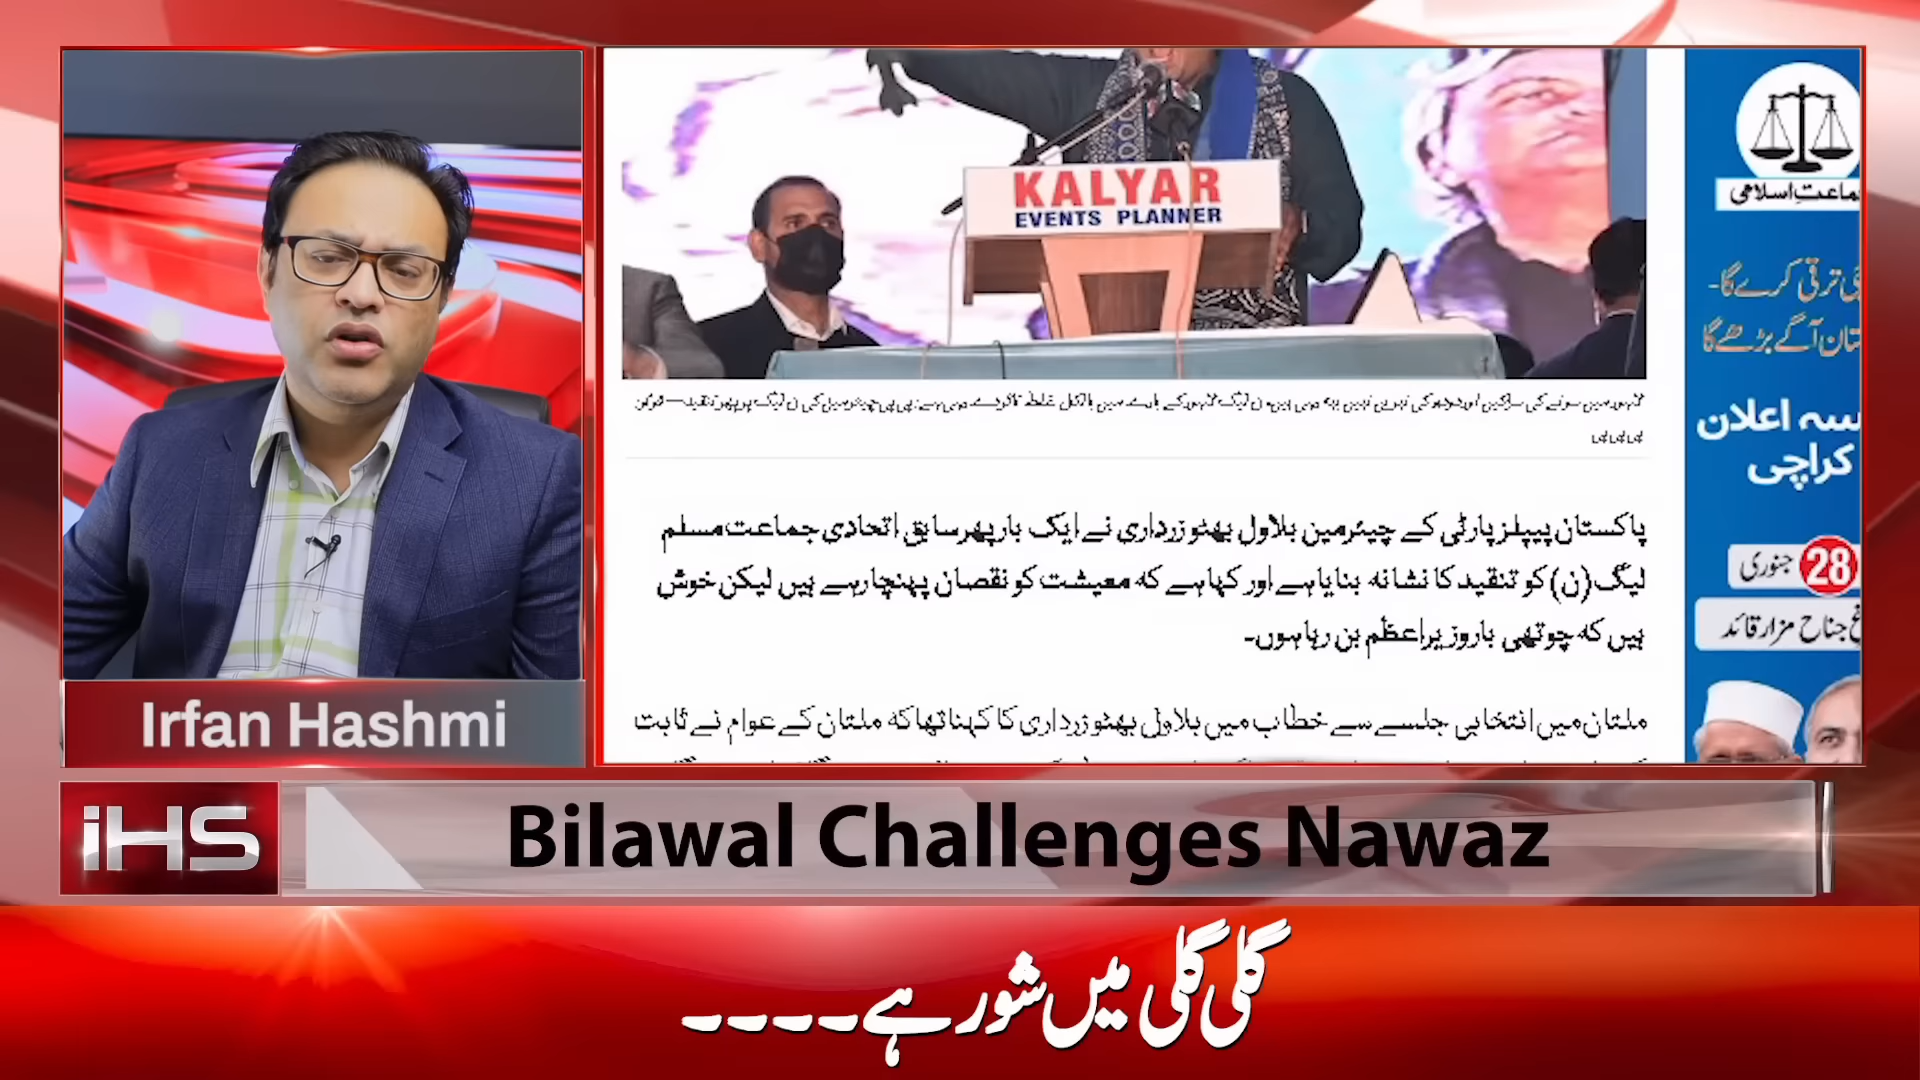 KALYAR
EVENTS PLANNER
پاکستان پیپلز پارٹی کے چیئرمین بلاول بھٹو زرداری نے ایک بار پھر سابق اتحادی جماعت مسلم
لیگ (ن) کو تنقید کا نشانہ بنایا ہے اور کہا ہے کہ معیشت کو نقصان پہنچا رہے ہیں لیکن خوش
ہیں کہ چوتھی بار وزیراعظم بن رہا ہوں۔
ملتان میں انتخابی جلسے سے خطاب میں بلاول بھٹو زرداری کا کہنا تھا کہ ملتان کے عوام نے ثابت
ماعت اسلامی
ترقی کرے گا۔
آگے بڑھے گا
اعلان
کراچی
28 جنوری
جناح مزار قائد
Irfan Hashmi
iHS
Bilawal Challenges Nawaz
گلی گلی میں شور ہے۔۔۔۔